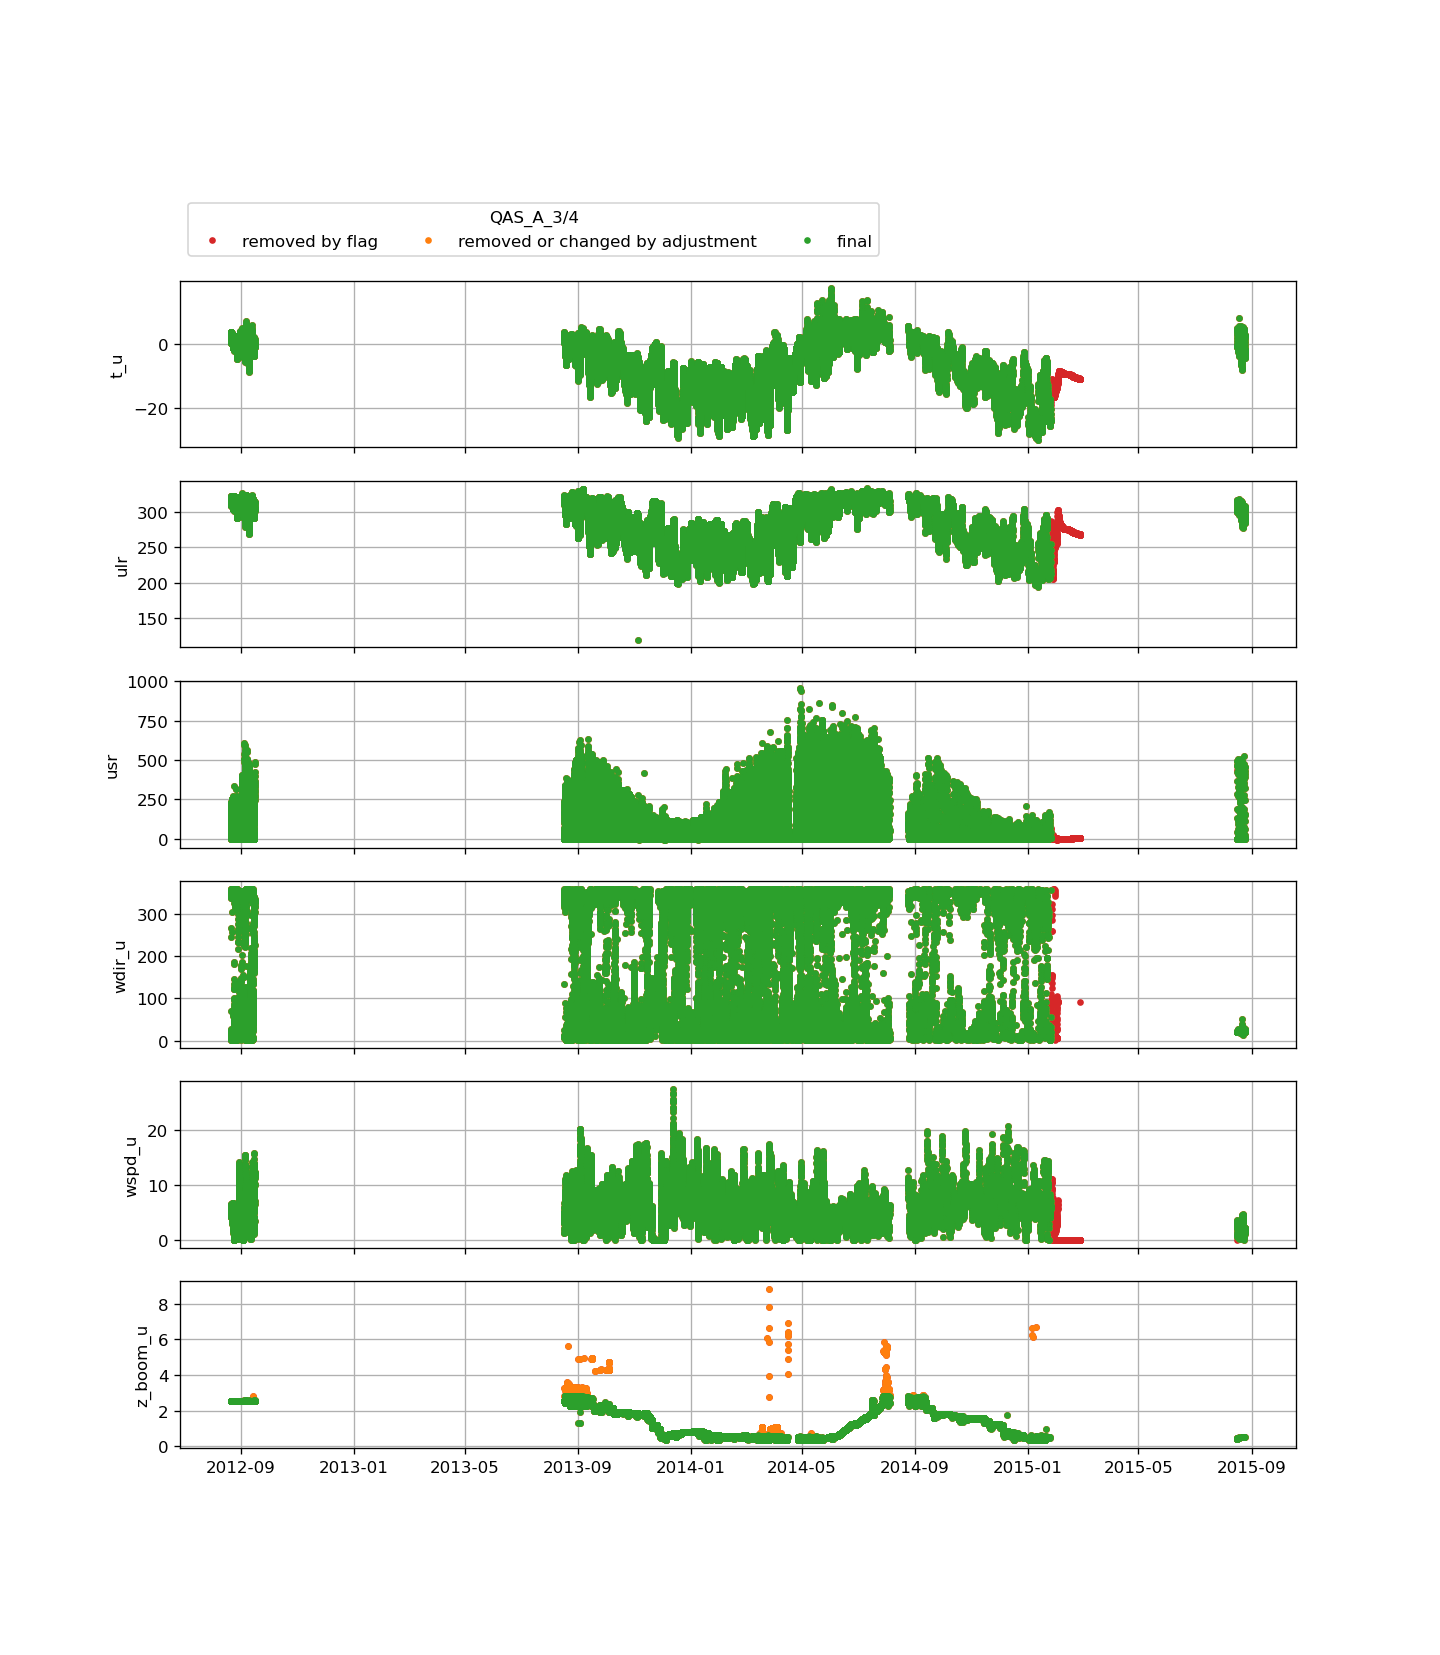 QAS_A_3/4
removed by flag removed or changed by adjustment final
t_u
0
−20
ulr
300
250
200
150
usr
1000
750
500
250
0
wdir_u
300
200
100
0
wspd_u
20
10
0
z_boom_u
8
6
4
2
0
2012-09 2013-01 2013-05 2013-09 2014-01 2014-05 2014-09 2015-01 2015-05 2015-09